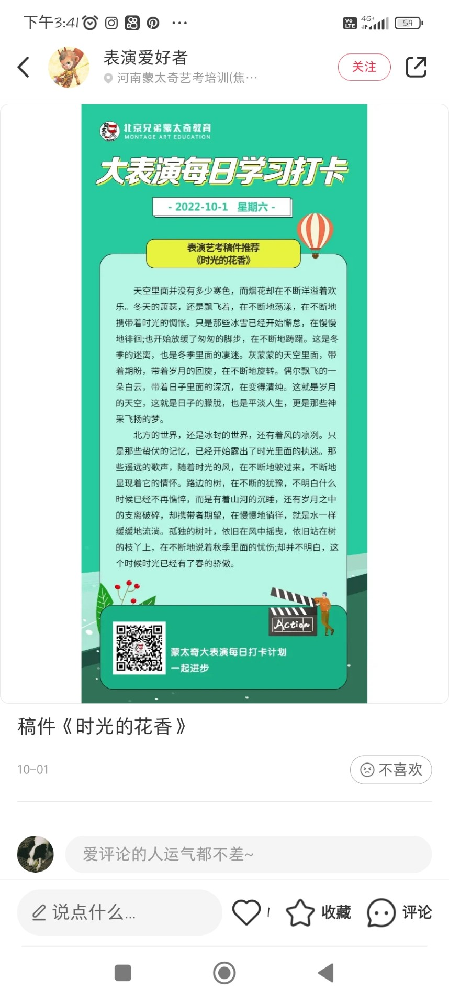 下午3:41
Vo LTE 4G+ 59
表演爱好者
河南蒙太奇艺考培训(焦…
关注
北京兄弟蒙太奇教育
MONTAGE ART EDUCATION
大表演每日学习打卡
- 2022-10-1 星期六 -
表演艺考稿件推荐
《时光的花香》
天空里面并没有多少寒色，而烟花却在不断洋溢着欢
乐。冬天的萧瑟，还是飘飞着，在不断地荡漾，在不断地
携带着时光的惆怅。只是那些冰雪已经开始懈怠，在慢慢
地徘徊;也开始放缓了匆匆的脚步，在不断地踌躇。这是冬
季的迷离，也是冬季里面的凄迷。灰蒙蒙的天空里面，带
着期盼，带着岁月的回旋，在不断地旋转。偶尔飘飞的一
朵白云，带着日子里面的深沉，在变得清纯。这就是岁月
的天空，这就是日子的朦胧，也是平淡人生，更是那些神
采飞扬的梦。
北方的世界，还是冰封的世界，还有着风的凛冽。只
是那些蛰伏的记忆，已经开始露出了时光里面的执迷。那
些遥远的歌声，随着时光的风，在不断地驶过来，不断地
显现着它的情怀。路边的树，在不断的犹豫，不明白什么
时候已经不再憔悴，而是有着山河的沉睡，还有岁月之中
的支离破碎，却携带者期望，在慢慢地徜徉，就是水一样
缓缓地流淌。孤独的树叶，依旧在风中摇曳，依旧站在树
的枝丫上，在不断地说着秋季里面的忧伤;却并不明白，这
个时候时光已经有了春的骄傲。
Action
蒙太奇大表演每日打卡计划
一起进步
稿件《时光的花香》
10-01
不喜欢
爱评论的人运气都不差~
说点什么...
1
收藏
评论